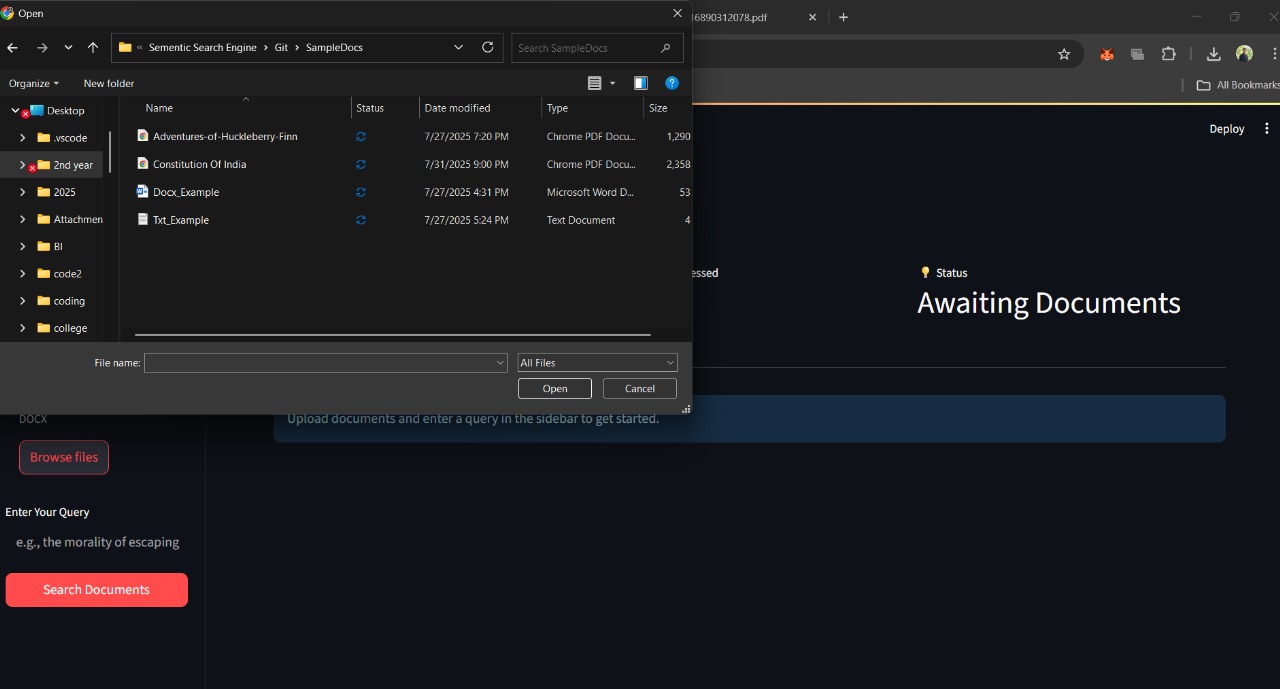 Open
16890312078.pdf
« Sementic Search Engine > Git > SampleDocs
Search SampleDocs
Organize
New folder
All Bookmarks
Name Status Date modified Type Size
Adventures-of-Huckleberry-Finn 7/27/2025 7:20 PM Chrome PDF Docu... 1,290
Constitution Of India 7/31/2025 9:00 PM Chrome PDF Docu... 2,358
Docx_Example 7/27/2025 4:31 PM Microsoft Word D... 53
Txt_Example 7/27/2025 5:24 PM Text Document 4
Desktop
.vscode
2nd year
2025
Attachmen
BI
code2
coding
college
File name:
All Files
Open
Cancel
Deploy
essed
Status
Awaiting Documents
Upload documents and enter a query in the sidebar to get started.
DOCX
Browse files
Enter Your Query
e.g., the morality of escaping
Search Documents